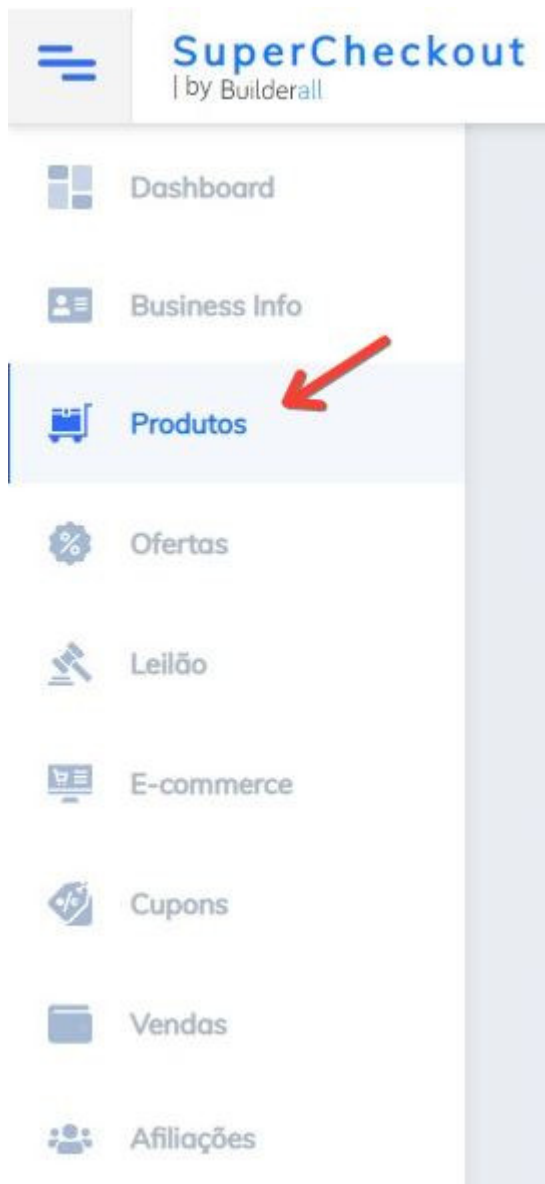 SuperCheckout
| by Builderall
Dashboard
Business Info
Produtos
Ofertas
Leilão
E-commerce
Cupons
Vendas
Afiliações